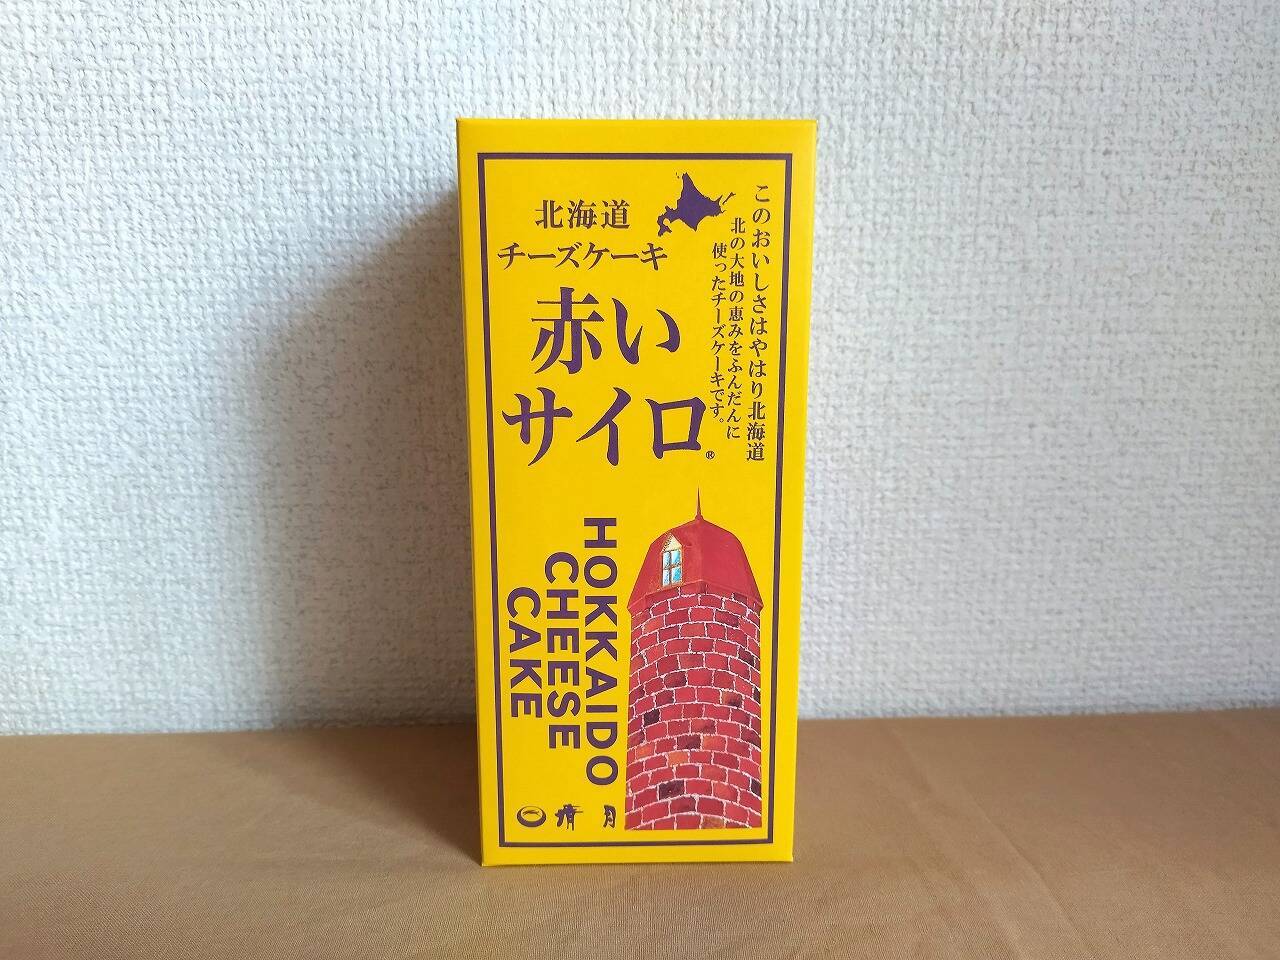 北海道
チーズケーキ
赤い
サイロ®
このおいしさはやはり北海道
北の大地の恵みをふんだんに
使ったチーズケーキです。
HOKKAIDO
CHEESE
CAKE
清月